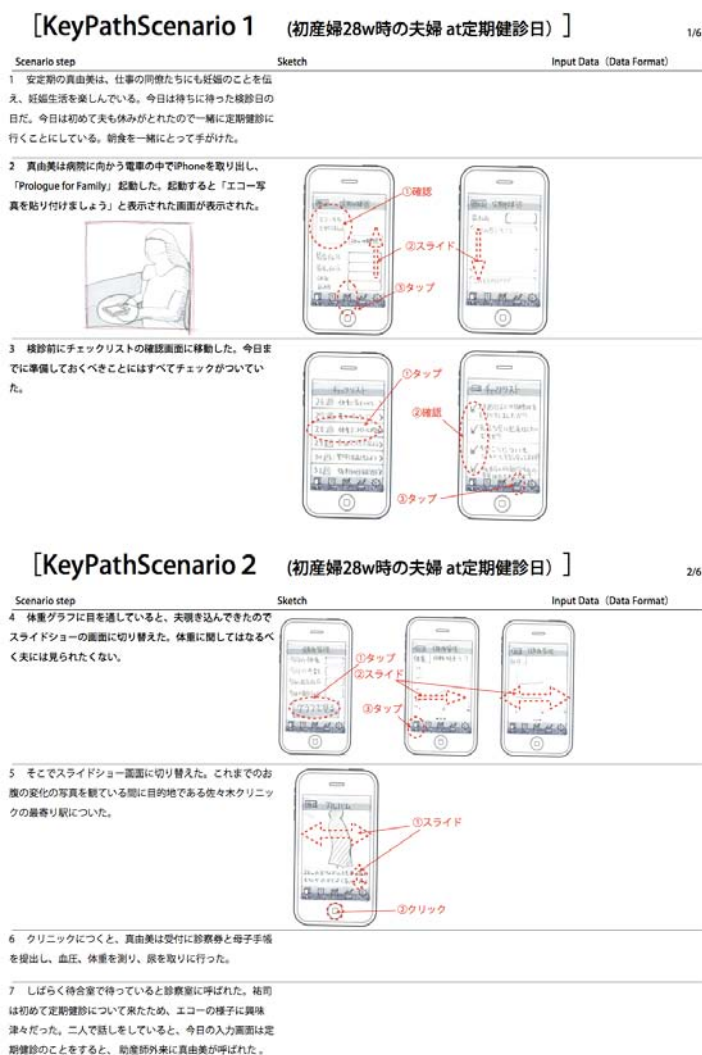 [KeyPathScenario 1 (初産婦28w時の夫婦 at定期健診日) ]
1/6
Scenario step Sketch Input Data (Data Format)
1 安定期の真由美は、仕事の同僚たちにも妊娠のことを伝
え、妊娠生活を楽しんでいる。今日は待ちに待った検診日の
日だ。今日は初めて夫も休みがとれたので一緒に定期健診に
行くことにしている。朝食を一緒にとって手がけた。
2 真由美は病院に向かう電車の中でiPhoneを取り出し、
「Prologue for Family」起動した。起動すると「エコー写
真を貼り付けましょう」と表示された画面が表示された。
①確認
②スライド
③タップ
3 検診前にチェックリストの確認画面に移動した。今日ま
でに準備しておくべきことにはすべてチェックがついてい
た。
チェックリスト
チェックリスト
①タップ
②確認
③タップ
[KeyPathScenario 2 (初産婦28w時の夫婦 at定期健診日) ]
2/6
Scenario step Sketch Input Data (Data Format)
4 体重グラフに目を通していると、夫覗き込んできたので
スライドショーの画面に切り替えた。体重に関してはなるべ
く夫には見られたくない。
①タップ
②スライド
③タップ
5 そこでスライドショー画面に切り替えた。これまでのお
腹の変化の写真を観ている間に目的地である佐々木クリニッ
クの最寄り駅についた。
アルバム
①スライド
②クリック
6 クリニックにつくと、真由美は受付に診察券と母子手帳
を提出し、血圧、体重を測り、尿を取りに行った。
7 しばらく待合室で待っていると診察室に呼ばれた。祐司
は初めて定期健診について来たため、エコーの様子に興味
津々だった。二人で話しをしていると、今日の入力画面は定
期健診のことをすると、 助産師外来に真由美が呼ばれた 。